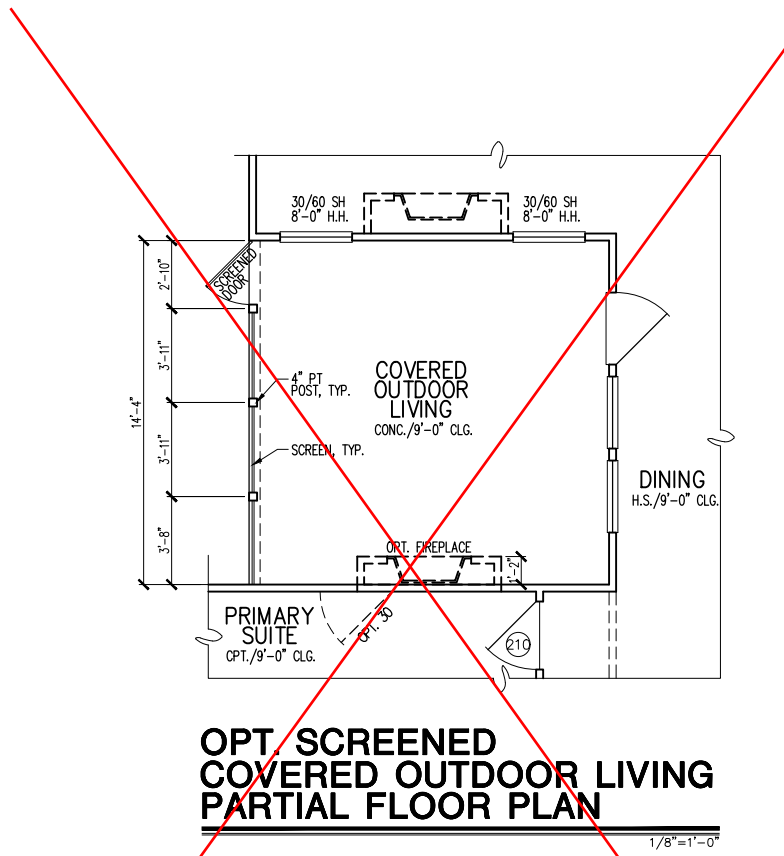 30/60 SH
8'-0" H.H.
30/60 SH
8'-0" H.H.
SCREENED
DOOR
2'-10"
3'-11"
14'-4"
3'-11"
3'-8"
4" PT
POST, TYP.
SCREEN, TYP.
COVERED
OUTDOOR
LIVING
CONC./9'-0" CLG.
DINING
H.S./9'-0" CLG.
OPT. FIREPLACE
1'-2"
PRIMARY
SUITE
CPT./9'-0" CLG.
OPT. 30
210
OPT. SCREENED
COVERED OUTDOOR LIVING
PARTIAL FLOOR PLAN
1/8"=1'-0"